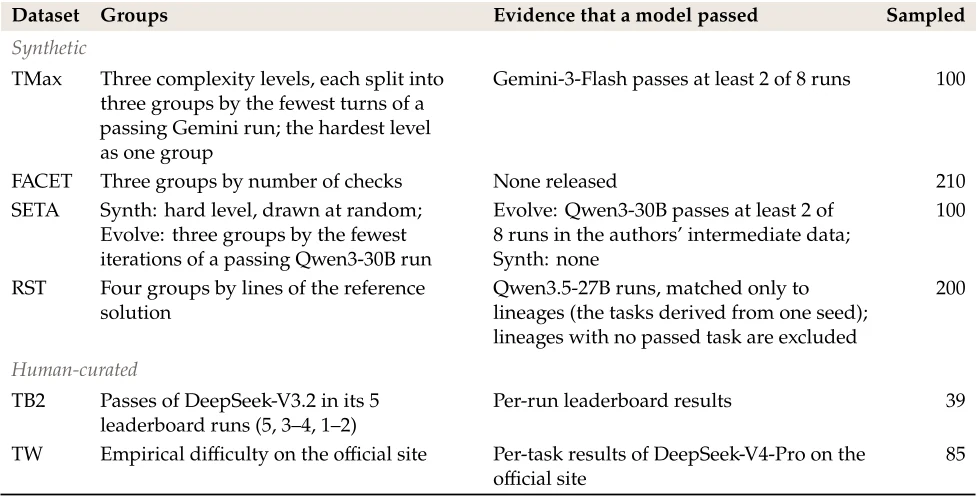 Dataset Groups Evidence that a model passed Sampled
Synthetic
TMax Three complexity levels, each split into Gemini-3-Flash passes at least 2 of 8 runs 100
three groups by the fewest turns of a
passing Gemini run; the hardest level
as one group
FACET Three groups by number of checks None released 210
SETA Synth: hard level, drawn at random; Evolve: Qwen3-30B passes at least 2 of 100
Evolve: three groups by the fewest 8 runs in the authors’ intermediate data;
iterations of a passing Qwen3-30B run Synth: none
RST Four groups by lines of the reference Qwen3.5-27B runs, matched only to 200
solution lineages (the tasks derived from one seed);
lineages with no passed task are excluded
Human-curated
TB2 Passes of DeepSeek-V3.2 in its 5 Per-run leaderboard results 39
leaderboard runs (5, 3–4, 1–2)
TW Empirical difficulty on the official site Per-task results of DeepSeek-V4-Pro on the 85
official site